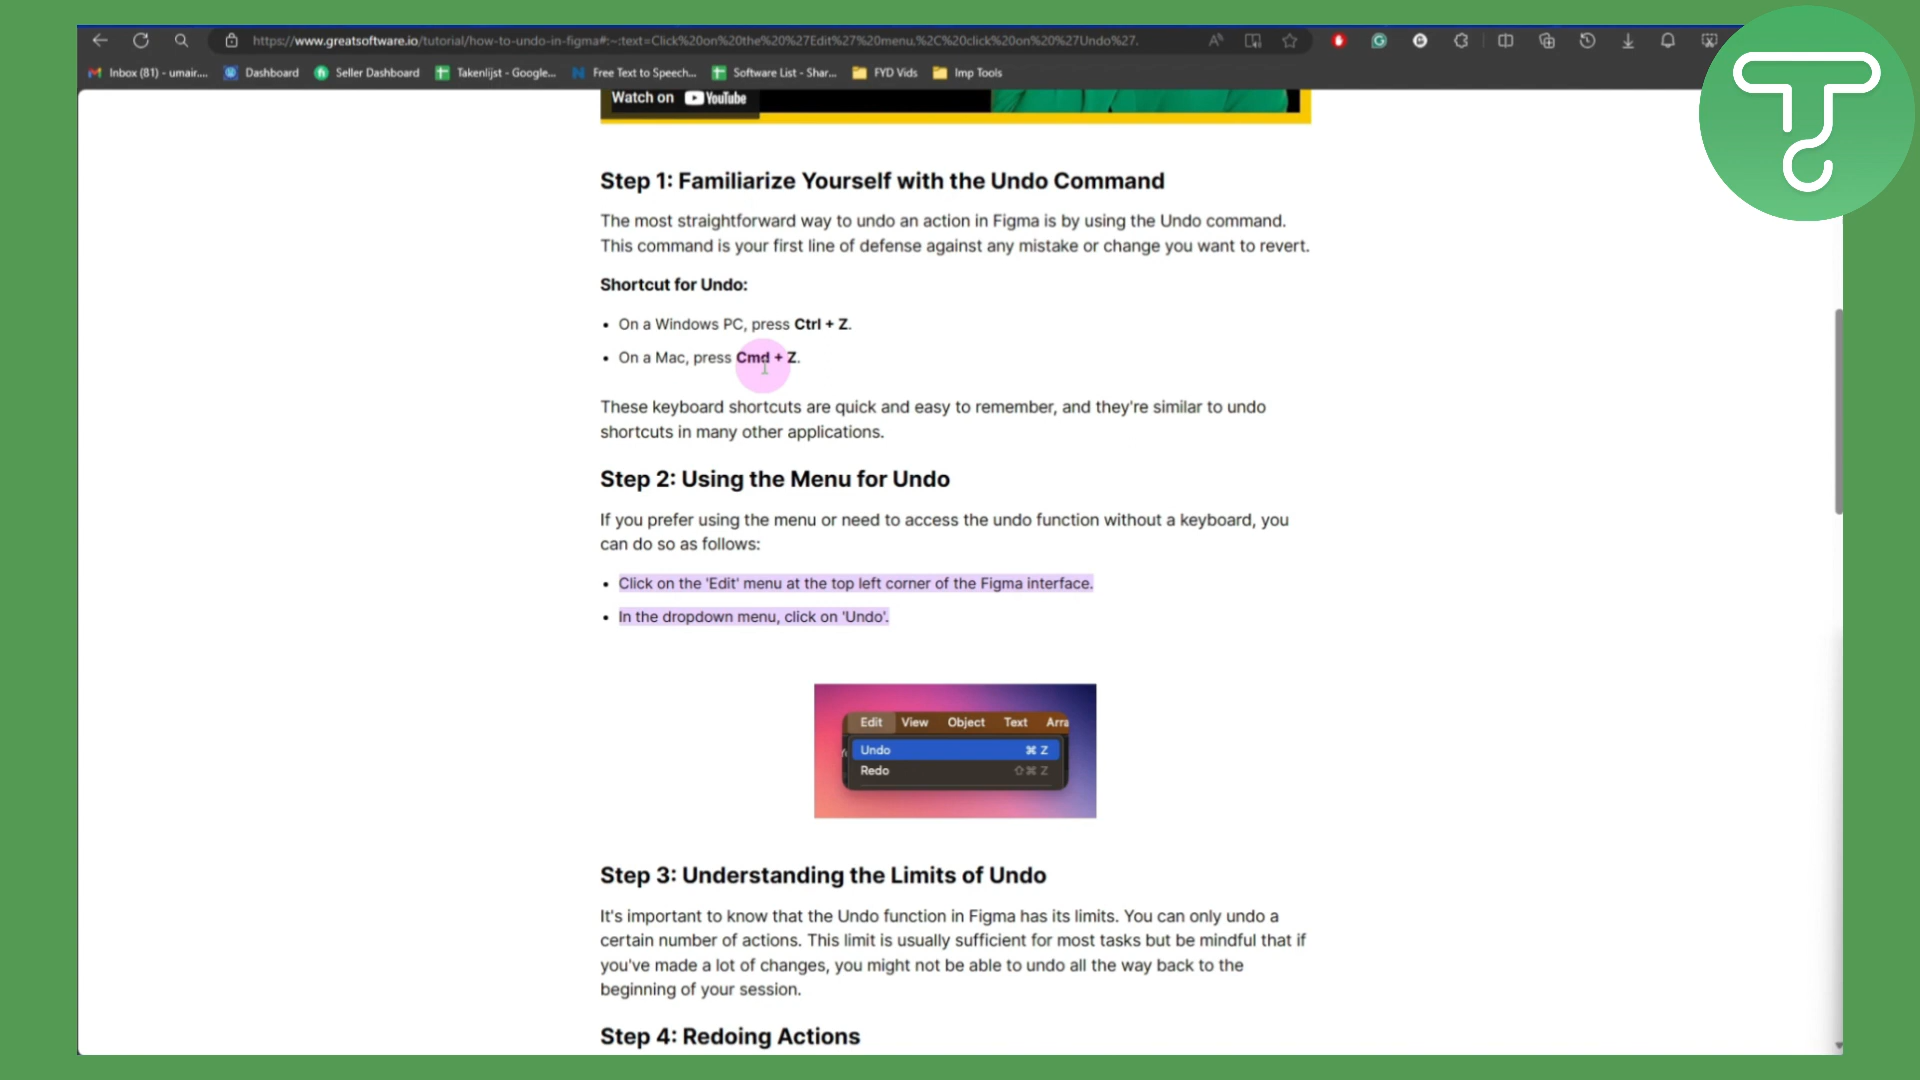 https://www.greatsoftware.io/tutorial/how-to-undo-in-figma#:~:text=Click%20on%20the%20%27Edit%27%20menu,%2C%20click%20on%20%27Undo%27.
Inbox (81) - umair.... Dashboard Seller Dashboard Takenlijst - Google... Free Text to Speech... Software List - Shar... FYD Vids Imp Tools
Watch on YouTube
Step 1: Familiarize Yourself with the Undo Command
The most straightforward way to undo an action in Figma is by using the Undo command.
This command is your first line of defense against any mistake or change you want to revert.
Shortcut for Undo:
• On a Windows PC, press Ctrl + Z.
• On a Mac, press Cmd + Z.
These keyboard shortcuts are quick and easy to remember, and they're similar to undo
shortcuts in many other applications.
Step 2: Using the Menu for Undo
If you prefer using the menu or need to access the undo function without a keyboard, you
can do so as follows:
• Click on the 'Edit' menu at the top left corner of the Figma interface.
• In the dropdown menu, click on 'Undo'.
Edit View Object Text Arra
Undo ⌘ Z
Redo ⇧⌘ Z
Step 3: Understanding the Limits of Undo
It's important to know that the Undo function in Figma has its limits. You can only undo a
certain number of actions. This limit is usually sufficient for most tasks but be mindful that if
you've made a lot of changes, you might not be able to undo all the way back to the
beginning of your session.
Step 4: Redoing Actions